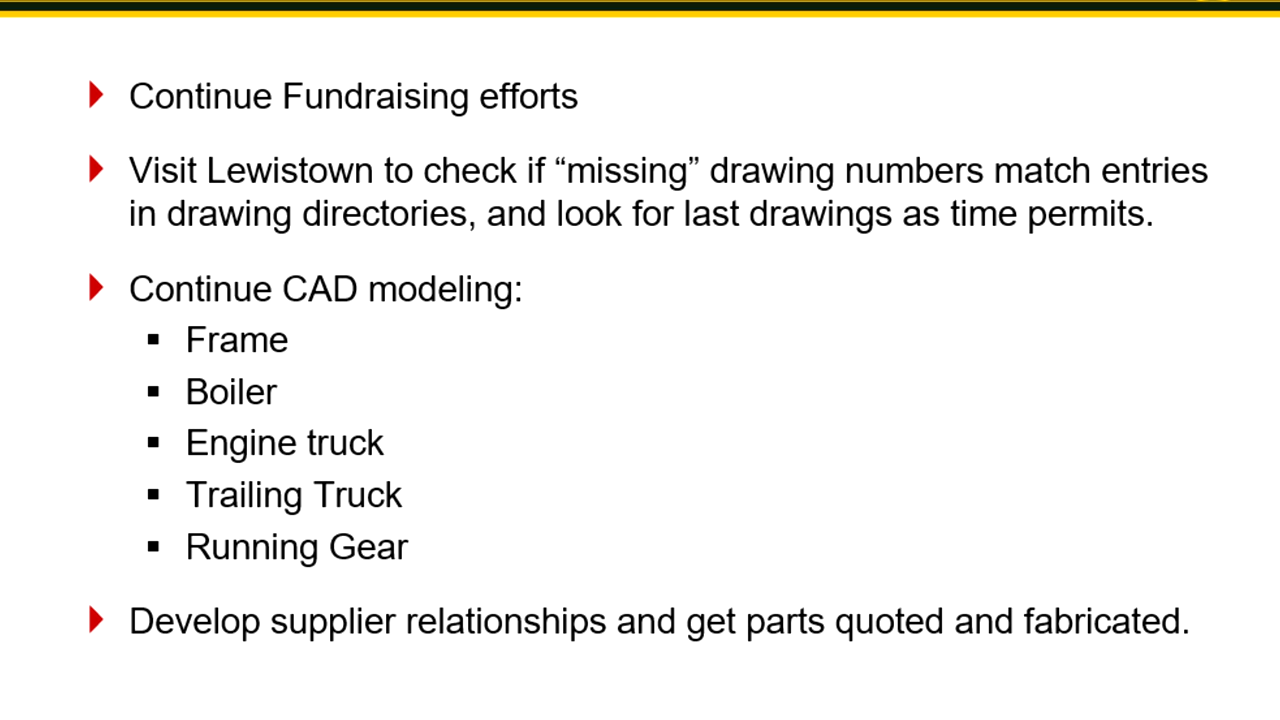 Continue Fundraising efforts
Visit Lewistown to check if “missing” drawing numbers match entries
in drawing directories, and look for last drawings as time permits.
Continue CAD modeling:
Frame
Boiler
Engine truck
Trailing Truck
Running Gear
Develop supplier relationships and get parts quoted and fabricated.